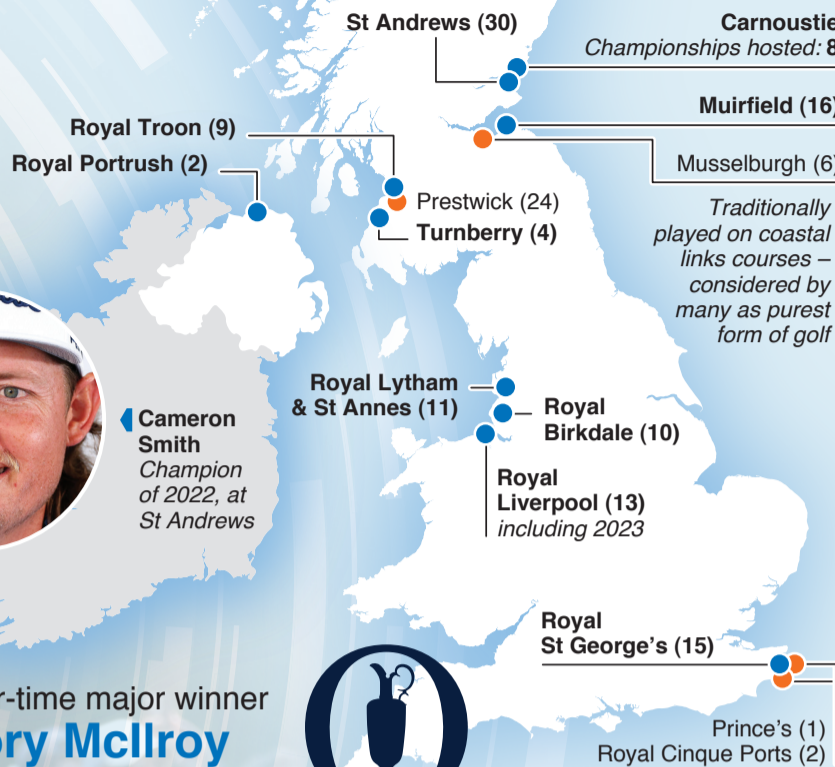 St Andrews (30)
Carnoustie
Championships hosted: 8
Muirfield (16)
Royal Troon (9)
Royal Portrush (2)
Musselburgh (6)
Prestwick (24)
Turnberry (4)
Traditionally
played on coastal
links courses –
considered by
many as purest
form of golf
Royal Lytham
& St Annes (11)
Royal
Birkdale (10)
Cameron
Smith
Champion
of 2022, at
St Andrews
Royal
Liverpool (13)
including 2023
Royal
St George's (15)
r-time major winner
ory McIlroy
Prince's (1)
Royal Cinque Ports (2)